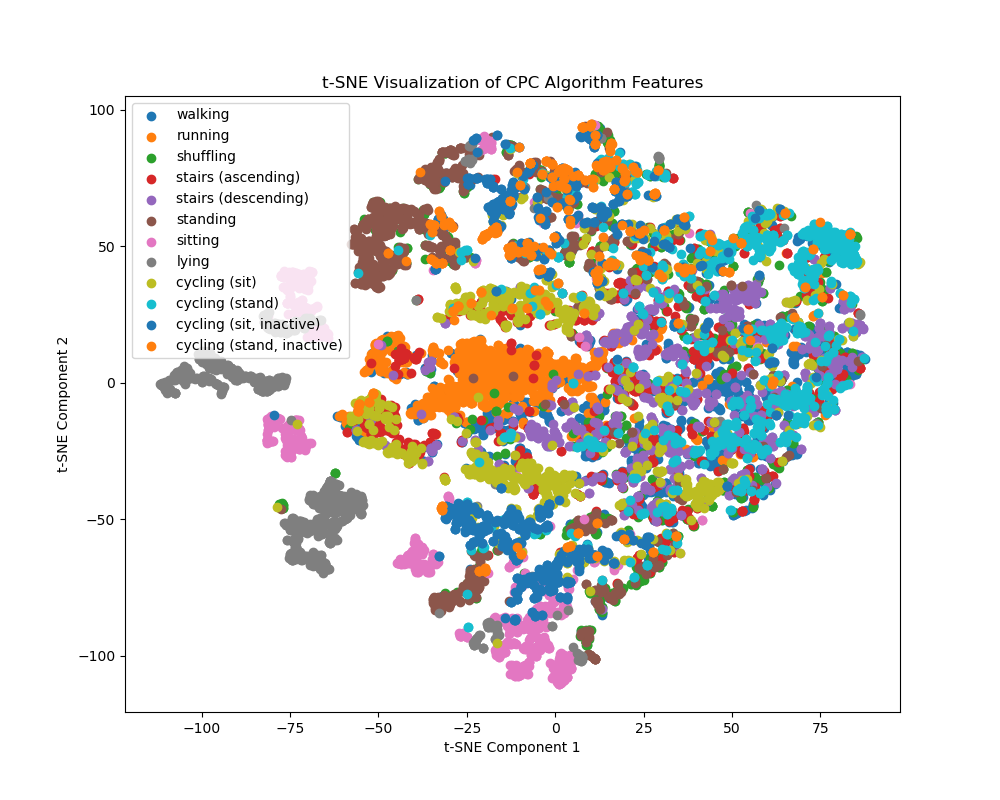 t-SNE Visualization of CPC Algorithm Features
walking
running
shuffling
stairs (ascending)
stairs (descending)
standing
sitting
lying
cycling (sit)
cycling (stand)
cycling (sit, inactive)
cycling (stand, inactive)
100
50
0
−50
−100
t-SNE Component 2
−100
−75
−50
−25
0
25
50
75
t-SNE Component 1